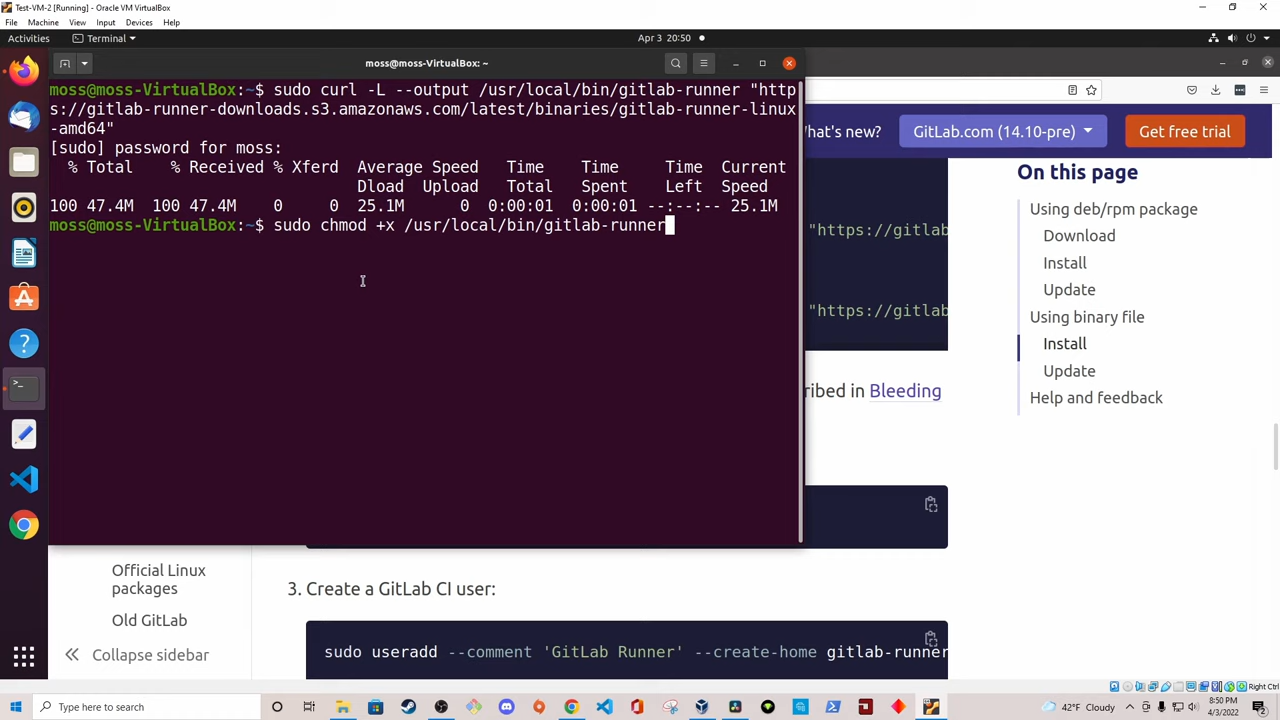 Test-VM-2 [Running] - Oracle VM VirtualBox
File Machine View Input Devices Help
Activities Terminal Apr 3 20:50
moss@moss-VirtualBox: ~
moss@moss-VirtualBox:~$ sudo curl -L --output /usr/local/bin/gitlab-runner "http
s://gitlab-runner-downloads.s3.amazonaws.com/latest/binaries/gitlab-runner-linux
-amd64"
[sudo] password for moss:
% Total % Received % Xferd Average Speed Time Time Time Current
Dload Upload Total Spent Left Speed
100 47.4M 100 47.4M 0 0 25.1M 0 0:00:01 0:00:01 --:--:-- 25.1M
moss@moss-VirtualBox:~$ sudo chmod +x /usr/local/bin/gitlab-runner
hat's new?
GitLab.com (14.10-pre)
Get free trial
"https://gitlab
"https://gitlab
ribed in Bleeding
On this page
Using deb/rpm package
Download
Install
Update
Using binary file
Install
Update
Help and feedback
Official Linux
packages
Old GitLab
Collapse sidebar
3. Create a GitLab CI user:
sudo useradd --comment 'GitLab Runner' --create-home gitlab-runner
Right Ctrl
Type here to search
42°F Cloudy
8:50 PM
4/3/2022
2